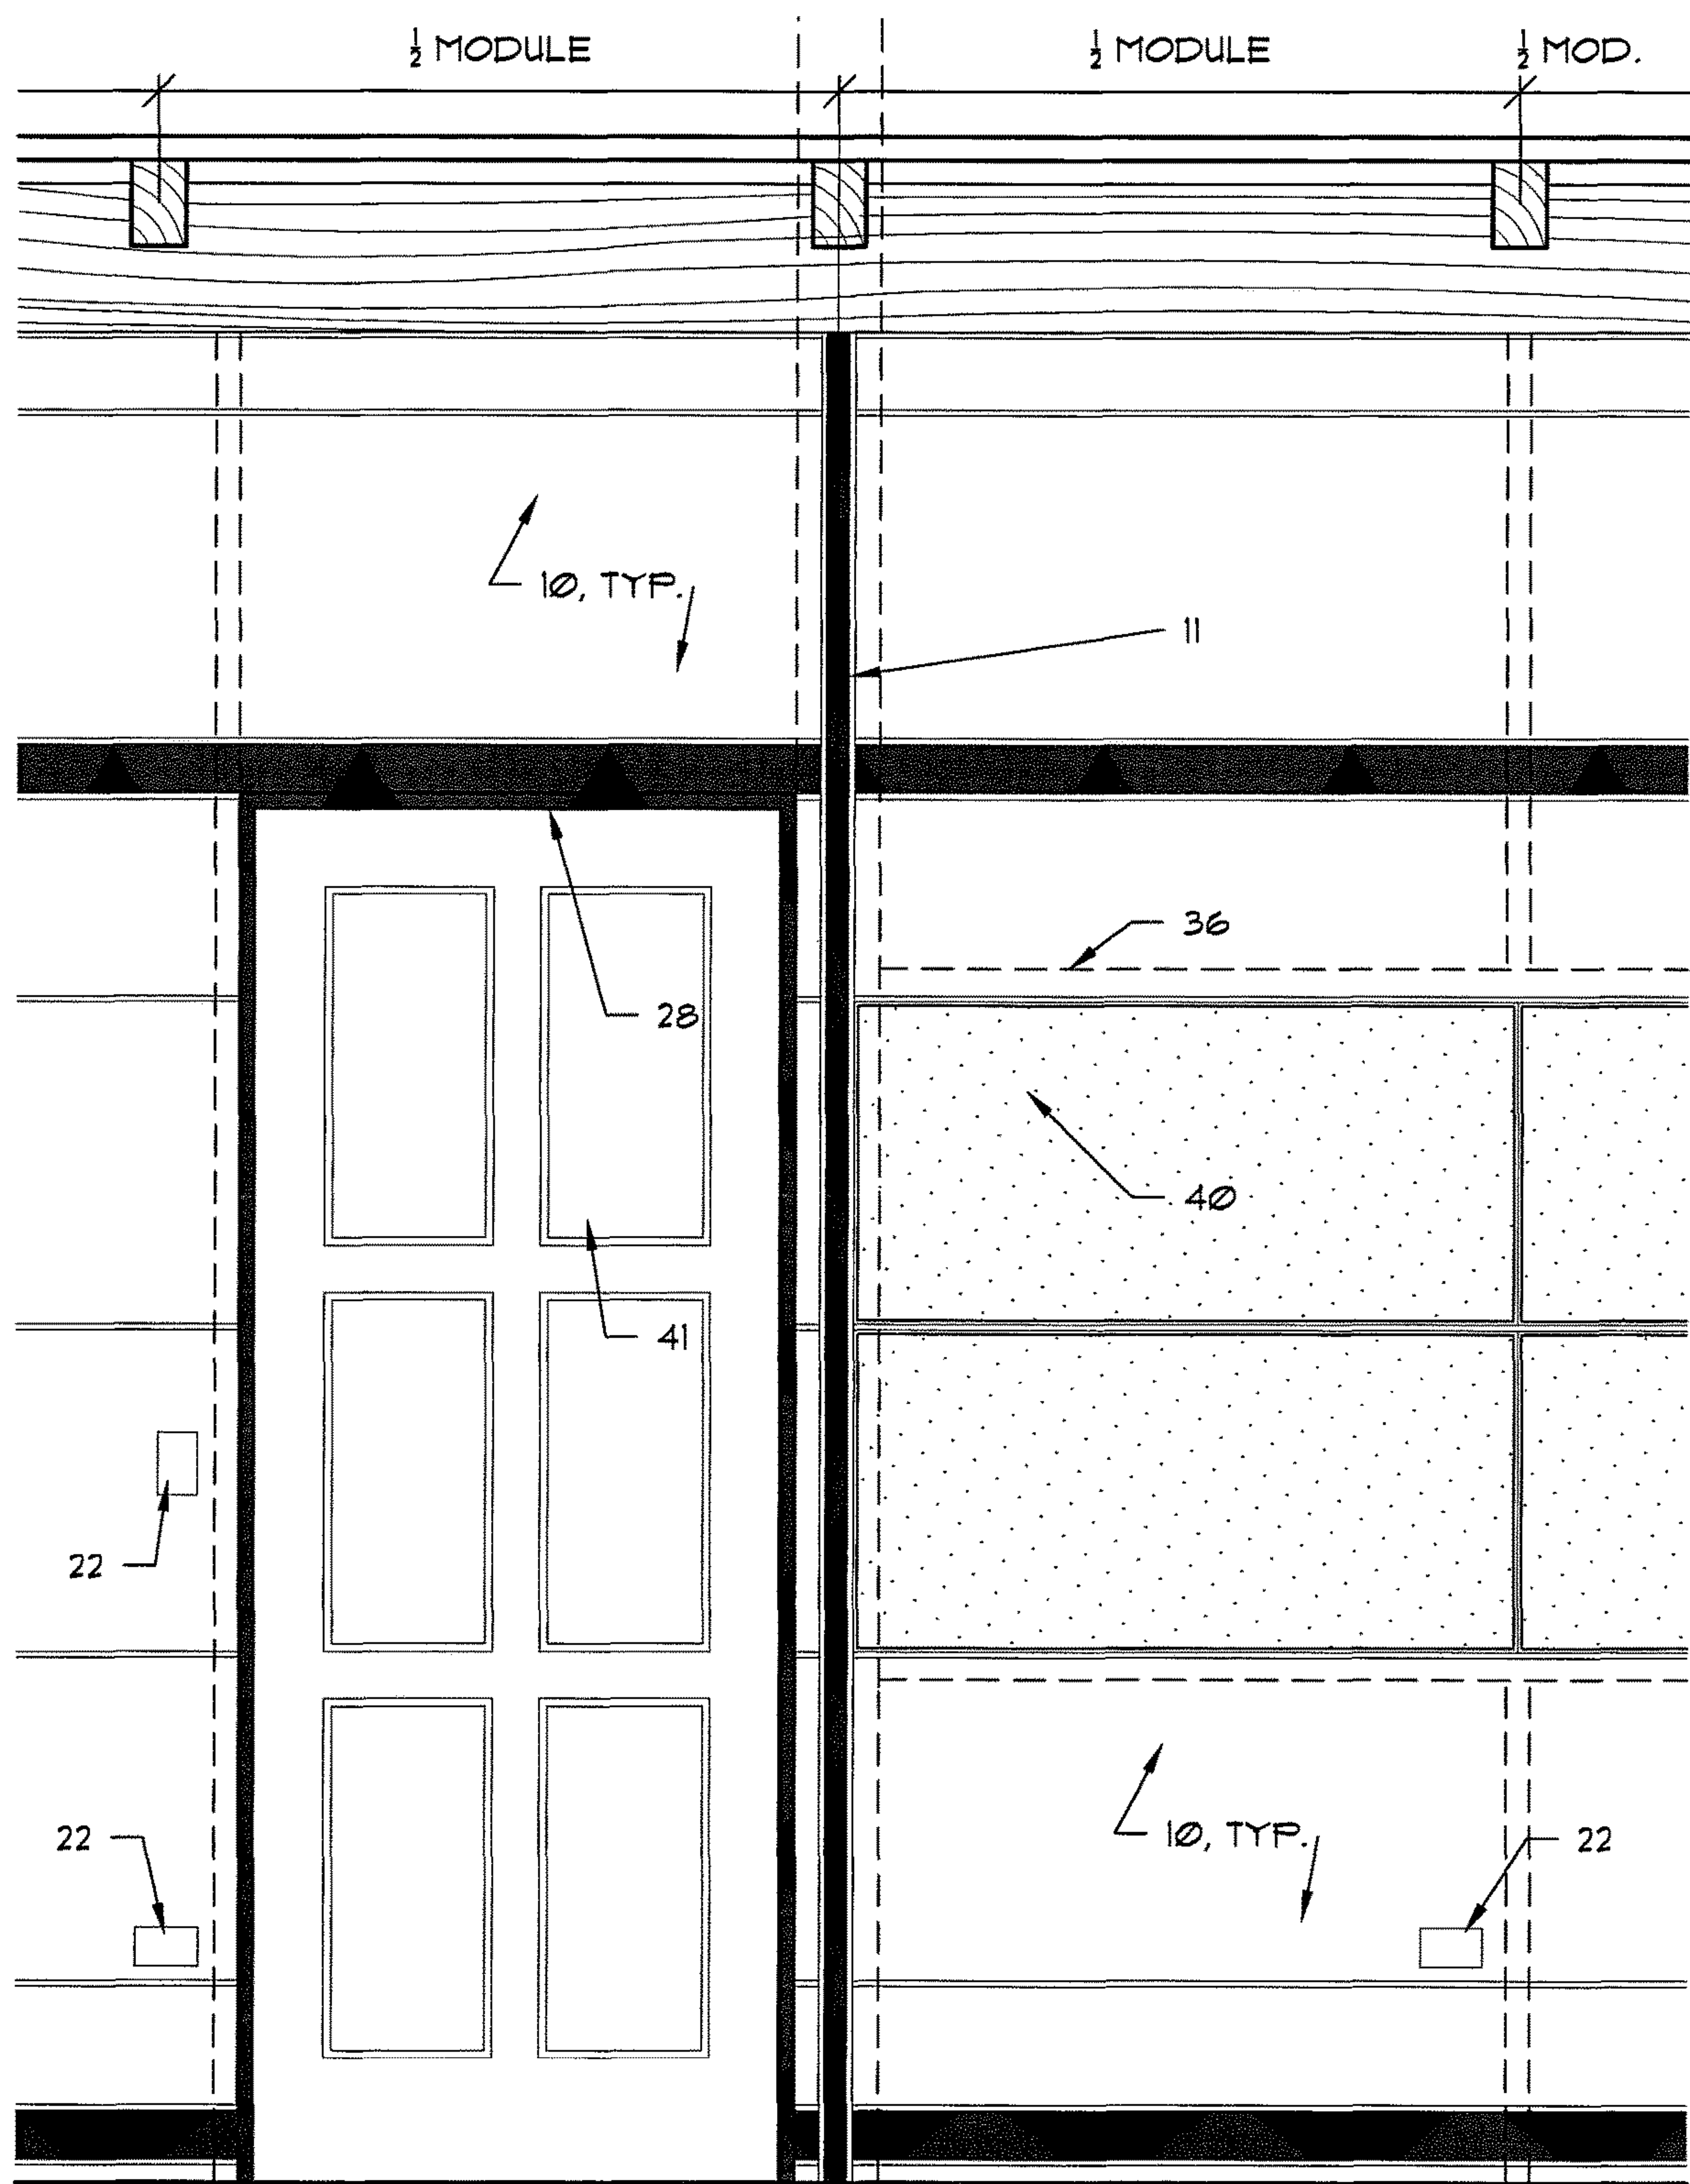 ½ MODULE ½ MODULE ½ MOD.
10, TYP.
11
36
28
40
41
22
22
10, TYP.
22